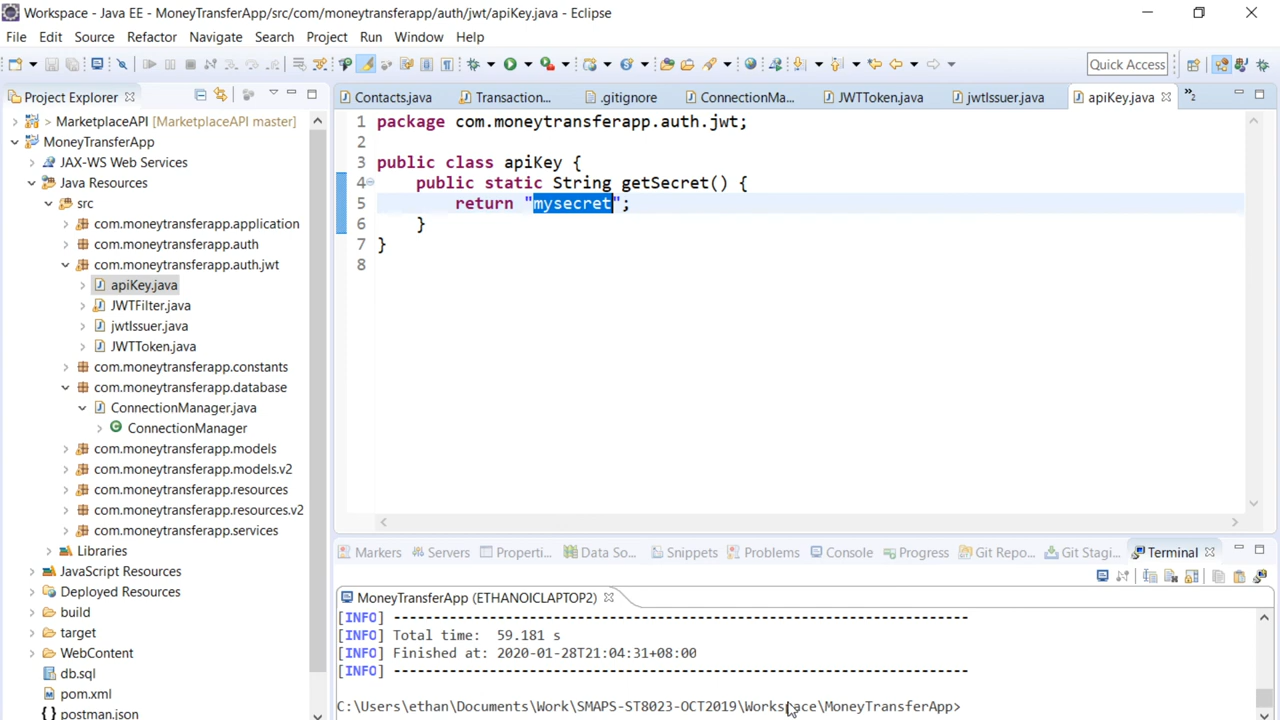 Workspace - Java EE - MoneyTransferApp/src/com/moneytransferapp/auth/jwt/apiKey.java - Eclipse
File Edit Source Refactor Navigate Search Project Run Window Help
Quick Access
Project Explorer
Contacts.java Transaction... .gitignore ConnectionMa... JWTToken.java jwtIssuer.java apiKey.java »2
> MarketplaceAPI [MarketplaceAPI master]
MoneyTransferApp
JAX-WS Web Services
Java Resources
src
com.moneytransferapp.application
com.moneytransferapp.auth
com.moneytransferapp.auth.jwt
apiKey.java
JWTFilter.java
jwtIssuer.java
JWTToken.java
com.moneytransferapp.constants
com.moneytransferapp.database
ConnectionManager.java
ConnectionManager
com.moneytransferapp.models
com.moneytransferapp.models.v2
com.moneytransferapp.resources
com.moneytransferapp.resources.v2
com.moneytransferapp.services
Libraries
JavaScript Resources
Deployed Resources
build
target
WebContent
db.sql
pom.xml
postman.json
1 package com.moneytransferapp.auth.jwt;
2
3 public class apiKey {
4 public static String getSecret() {
5 return "mysecret";
6 }
7 }
8
Markers Servers Properti... Data So... Snippets Problems Console Progress Git Repo... Git Stagi... Terminal
MoneyTransferApp (ETHANOICLAPTOP2)
[INFO] ------------------------------------------------------------------------
[INFO] Total time: 59.181 s
[INFO] Finished at: 2020-01-28T21:04:31+08:00
[INFO] ------------------------------------------------------------------------
C:\Users\ethan\Documents\Work\SMAPS-ST8023-OCT2019\Workspace\MoneyTransferApp>